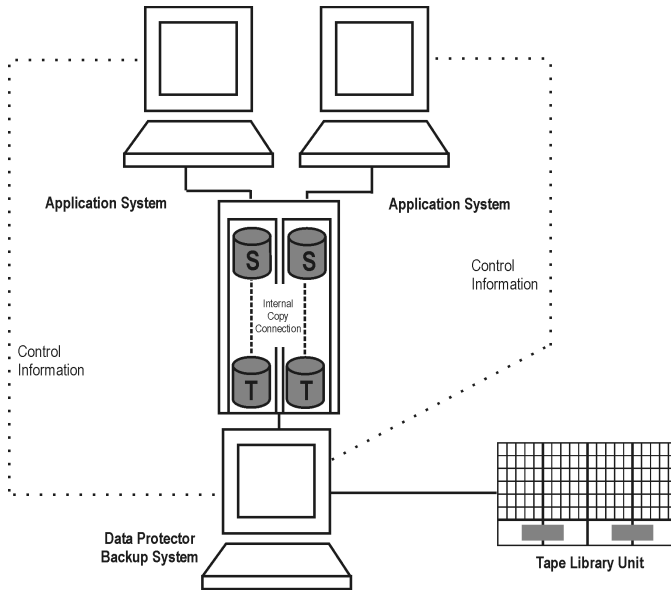 Application System
Application System
S
S
Control
Information
Internal
Copy
Connection
Control
Information
T
T
Data Protector
Backup System
Tape Library Unit